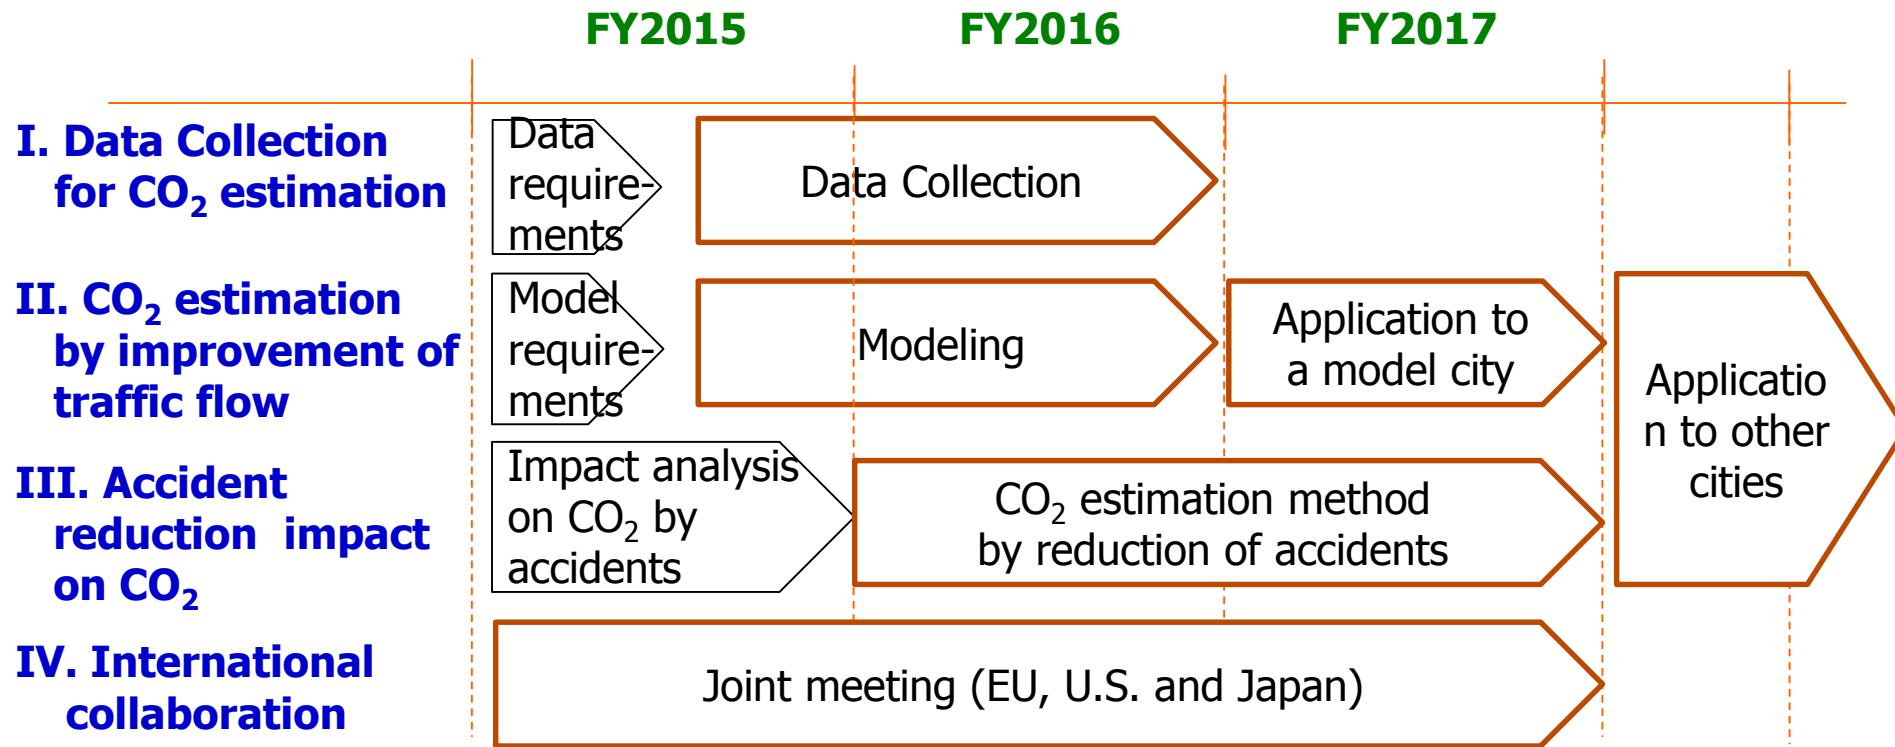 FY2015
FY2016
FY2017
I. Data Collection
for CO₂ estimation
Data
require-
ments
Data Collection
II. CO₂ estimation
by improvement of
traffic flow
Model
require-
ments
Modeling
Application to
a model city
Applicatio
n to other
cities
III. Accident
reduction impact
on CO₂
Impact analysis
on CO₂ by
accidents
CO₂ estimation method
by reduction of accidents
IV. International
collaboration
Joint meeting (EU, U.S. and Japan)